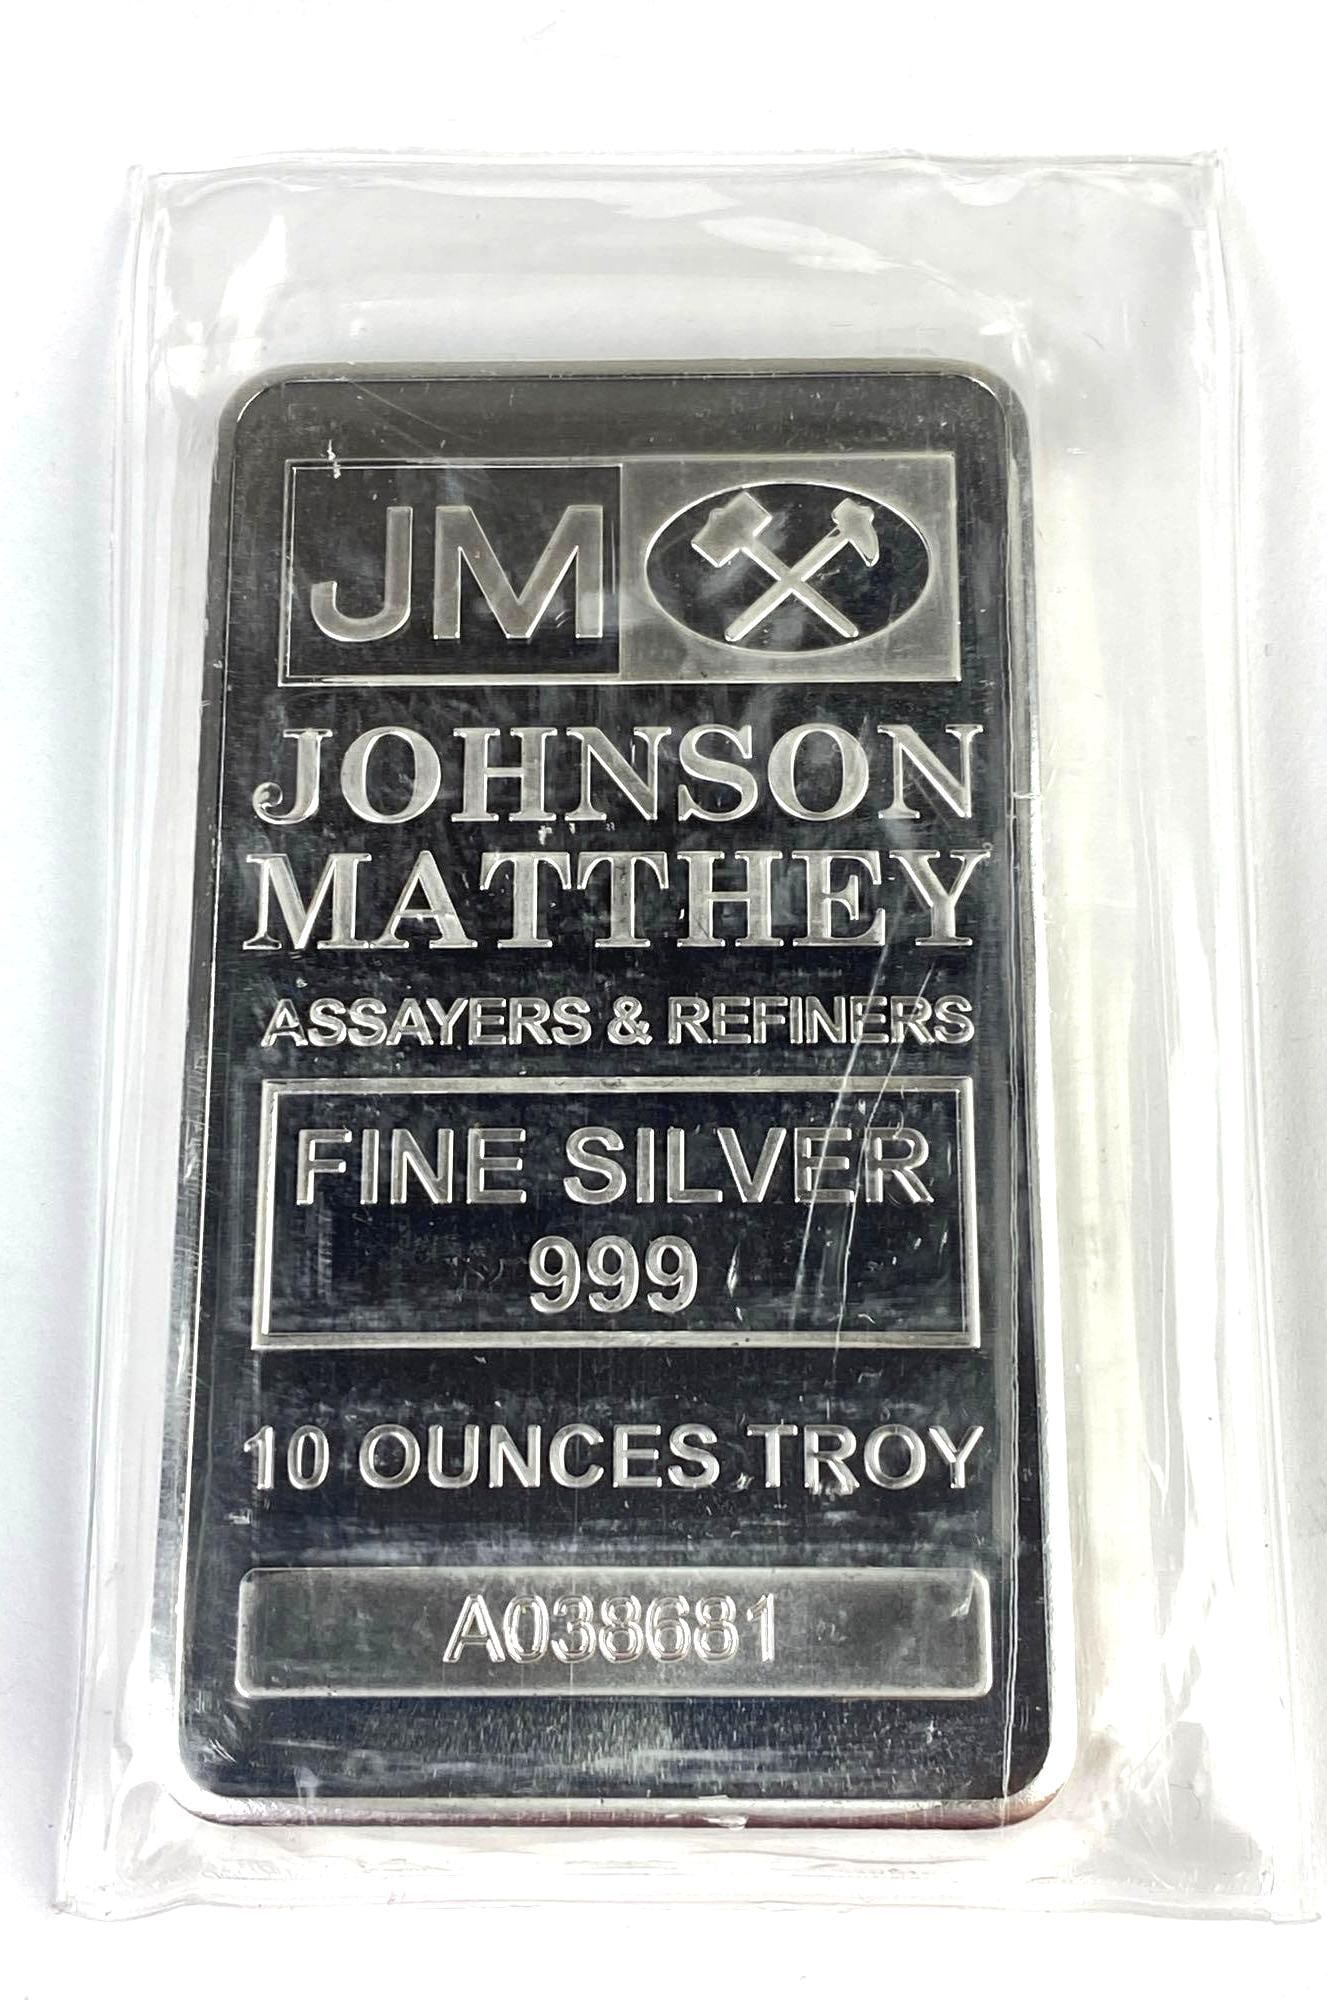 JM
JOHNSON
MATTHEY
ASSAYERS & REFINERS
FINE SILVER
999
10 OUNCES TROY
A038681